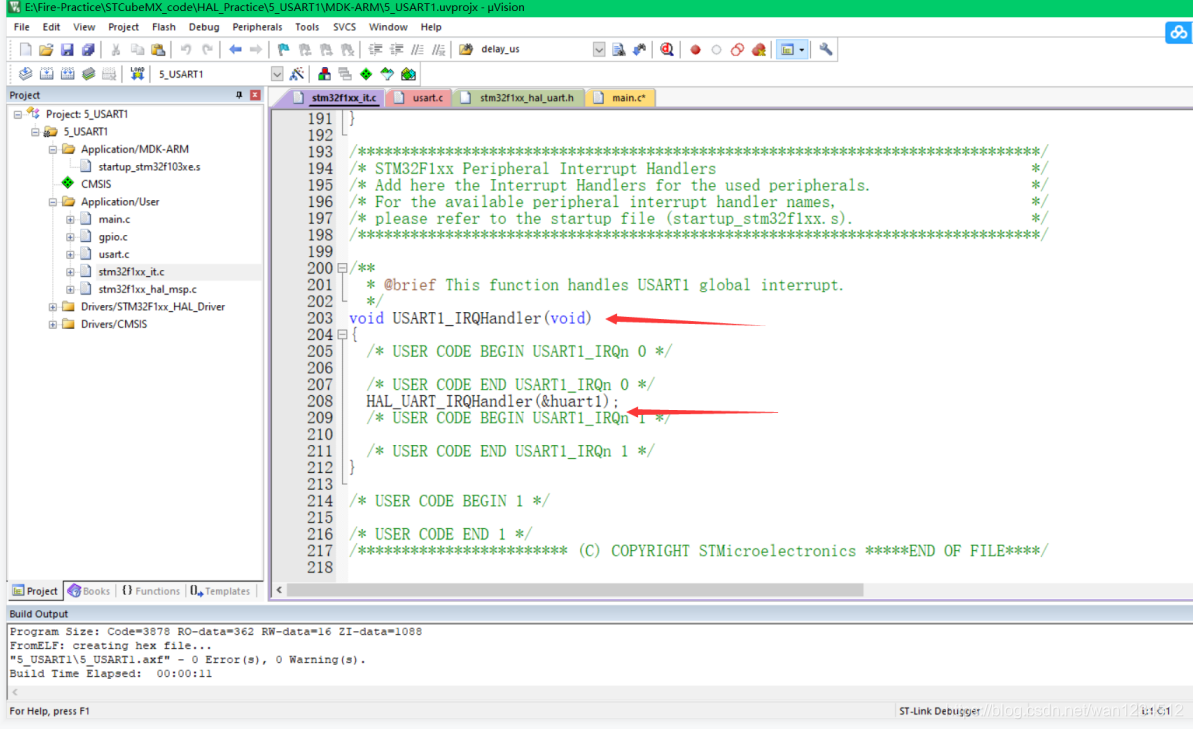 E:\Fire-Practice\STCubeMX_code\HAL_Practice\5_USART1\MDK-ARM\5_USART1.uvprojx - µVision
File Edit View Project Flash Debug Peripherals Tools SVCS Window Help
delay_us
LOAD 5_USART1
Project
stm32f1xx_it.c usart.c stm32f1xx_hal_uart.h main.c*
Project: 5_USART1
5_USART1
Application/MDK-ARM
startup_stm32f103xe.s
CMSIS
Application/User
main.c
gpio.c
usart.c
stm32f1xx_it.c
stm32f1xx_hal_msp.c
Drivers/STM32F1xx_HAL_Driver
Drivers/CMSIS
191 }
192
193 /******************************************************************************/
194 /* STM32F1xx Peripheral Interrupt Handlers */
195 /* Add here the Interrupt Handlers for the used peripherals. */
196 /* For the available peripheral interrupt handler names, */
197 /* please refer to the startup file (startup_stm32f1xx.s). */
198 /******************************************************************************/
199
200 /**
201 * @brief This function handles USART1 global interrupt.
202 */
203 void USART1_IRQHandler(void)
204 {
205 /* USER CODE BEGIN USART1_IRQn 0 */
206
207 /* USER CODE END USART1_IRQn 0 */
208 HAL_UART_IRQHandler(&huart1);
209 /* USER CODE BEGIN USART1_IRQn 1 */
210
211 /* USER CODE END USART1_IRQn 1 */
212 }
213
214 /* USER CODE BEGIN 1 */
215
216 /* USER CODE END 1 */
217 /************************ (C) COPYRIGHT STMicroelectronics *****END OF FILE****/
218
Project Books {} Functions Templates
Build Output
Program Size: Code=3878 RO-data=362 RW-data=16 ZI-data=1088
FromELF: creating hex file...
"5_USART1\5_USART1.axf" - 0 Error(s), 0 Warning(s).
Build Time Elapsed: 00:00:11
For Help, press F1
ST-Link Debugger